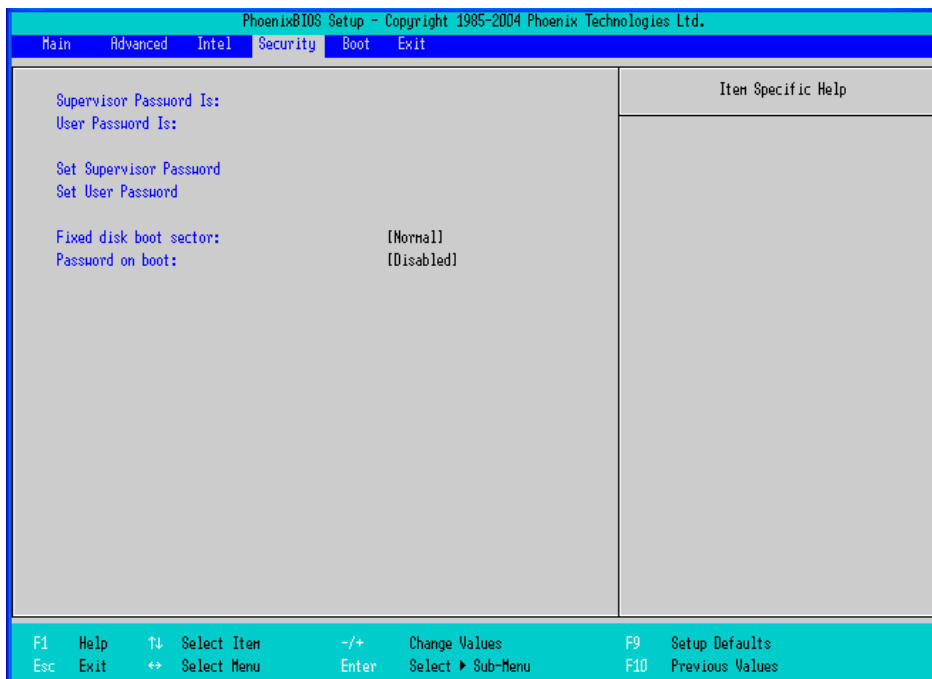 PhoenixBIOS Setup - Copyright 1985-2004 Phoenix Technologies Ltd.
Main Advanced Intel Security Boot Exit
Item Specific Help
Supervisor Password Is:
User Password Is:
Set Supervisor Password
Set User Password
Fixed disk boot sector: [Normal]
Password on boot: [Disabled]
F1 Help ↑↓ Select Item -/+ Change Values F9 Setup Defaults
Esc Exit ↔ Select Menu Enter Select ▶ Sub-Menu F10 Previous Values